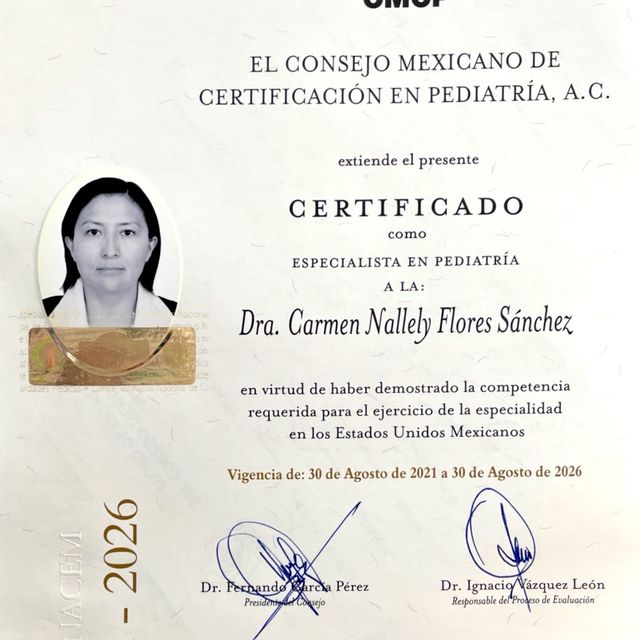 CMCP
EL CONSEJO MEXICANO DE
CERTIFICACIÓN EN PEDIATRÍA, A.C.
extiende el presente
CERTIFICADO
como
ESPECIALISTA EN PEDIATRÍA
A LA:
Dra. Carmen Nallely Flores Sánchez
en virtud de haber demostrado la competencia
requerida para el ejercicio de la especialidad
en los Estados Unidos Mexicanos
Vigencia de: 30 de Agosto de 2021 a 30 de Agosto de 2026
Dr. Fernando García Pérez
Presidente del Consejo
Dr. Ignacio Vázquez León
Responsable del Proceso de Evaluación
- 2026